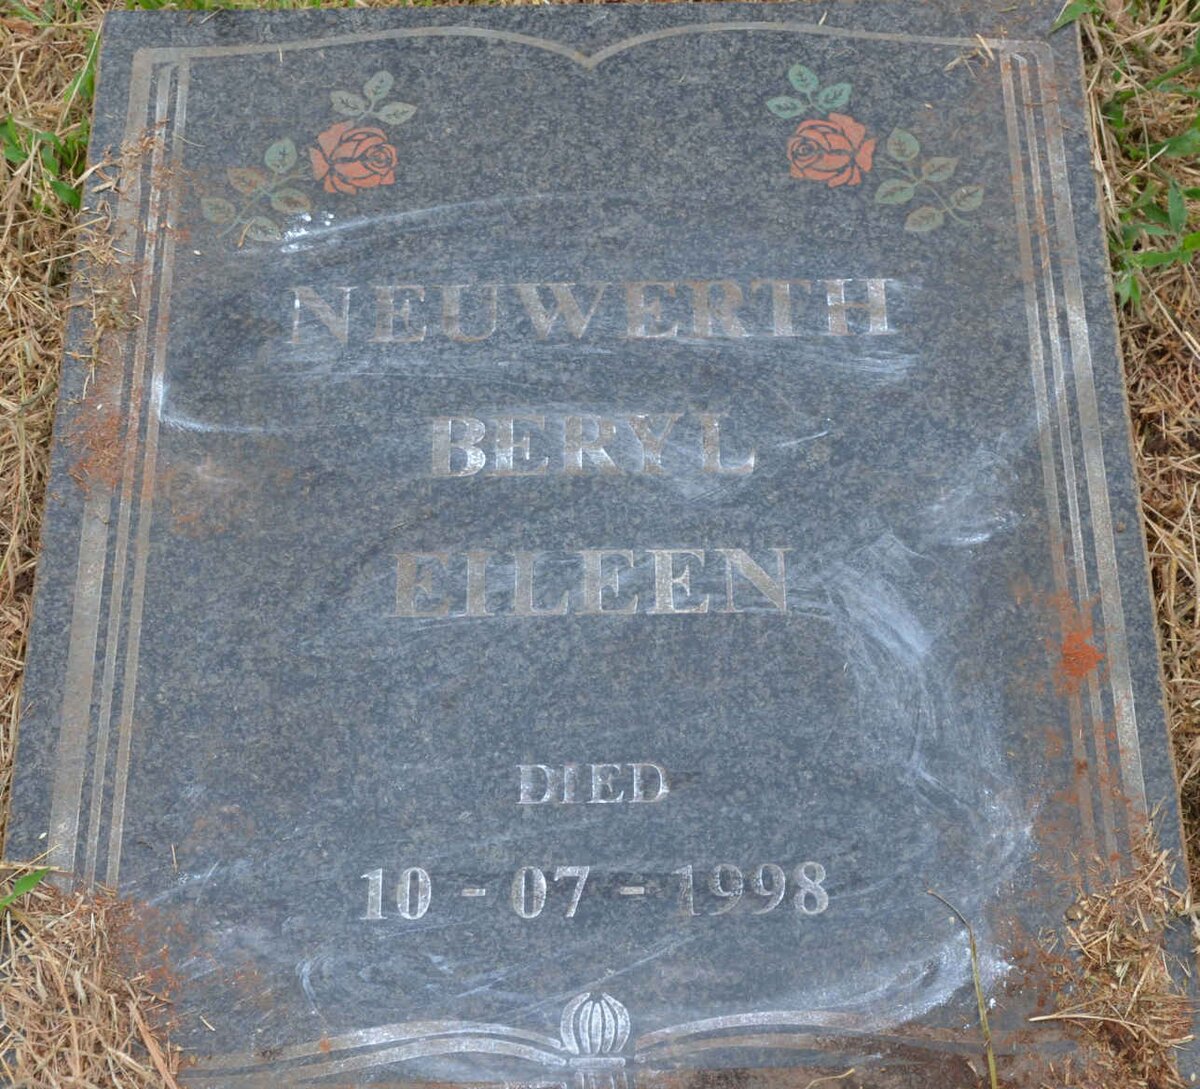 NEUWERTH
BERYL
EILEEN
DIED
10 - 07 - 1998